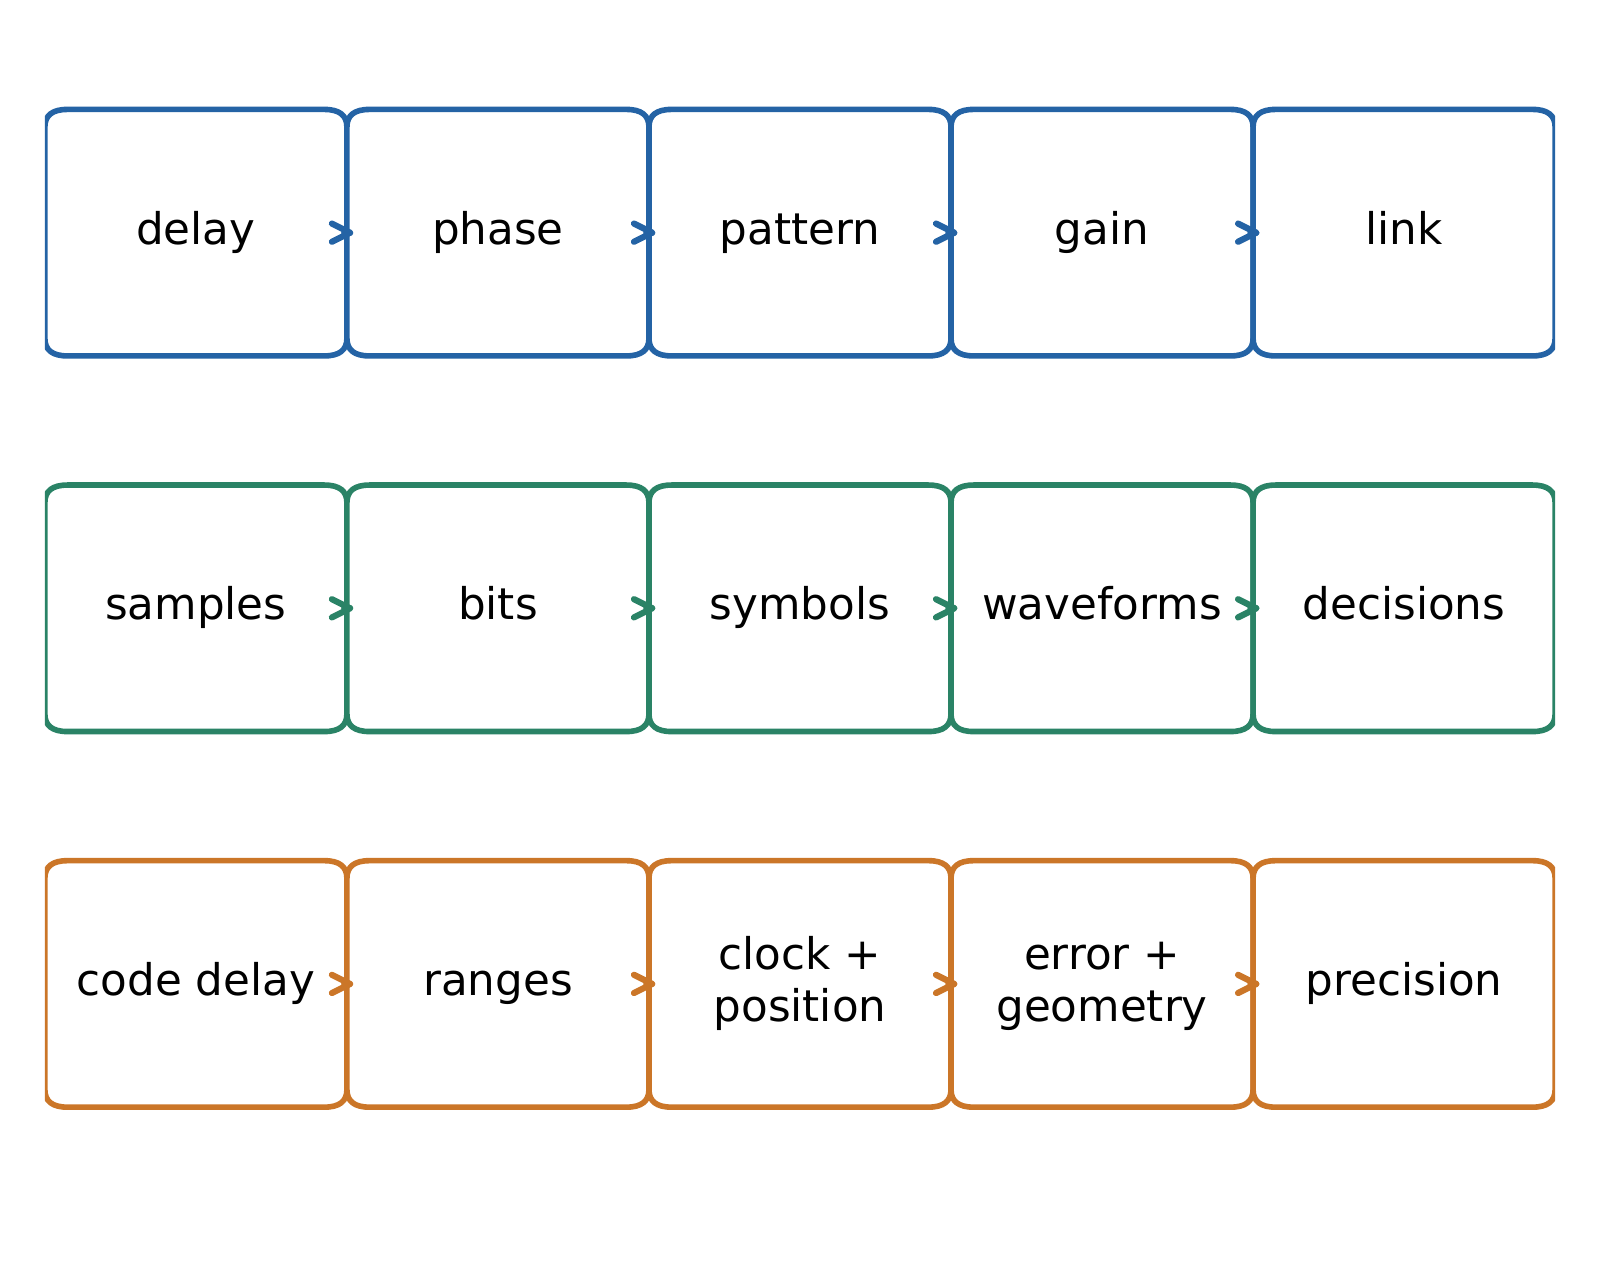 delay
phase
pattern
gain
link
samples
bits
symbols
waveforms
decisions
code delay
ranges
clock +
position
error +
geometry
precision